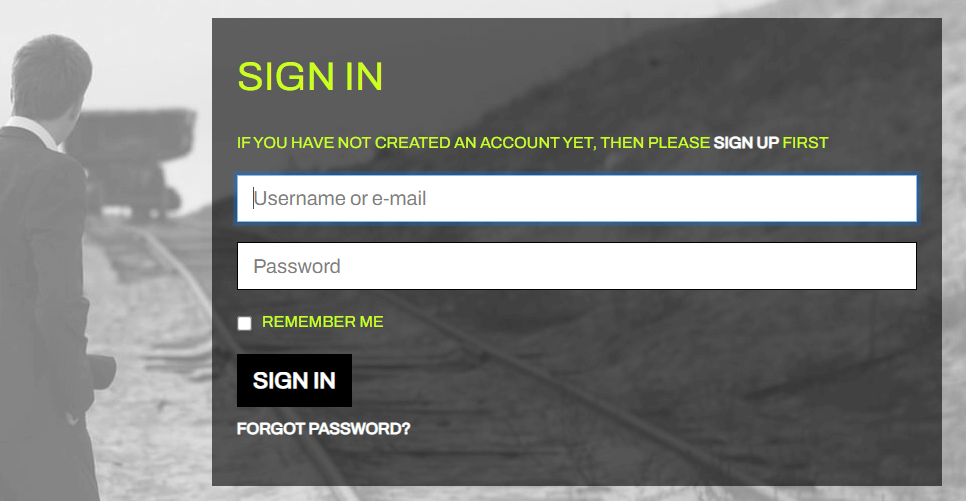 SIGN IN
IF YOU HAVE NOT CREATED AN ACCOUNT YET, THEN PLEASE SIGN UP FIRST
Username or e-mail
Password
REMEMBER ME
SIGN IN
FORGOT PASSWORD?